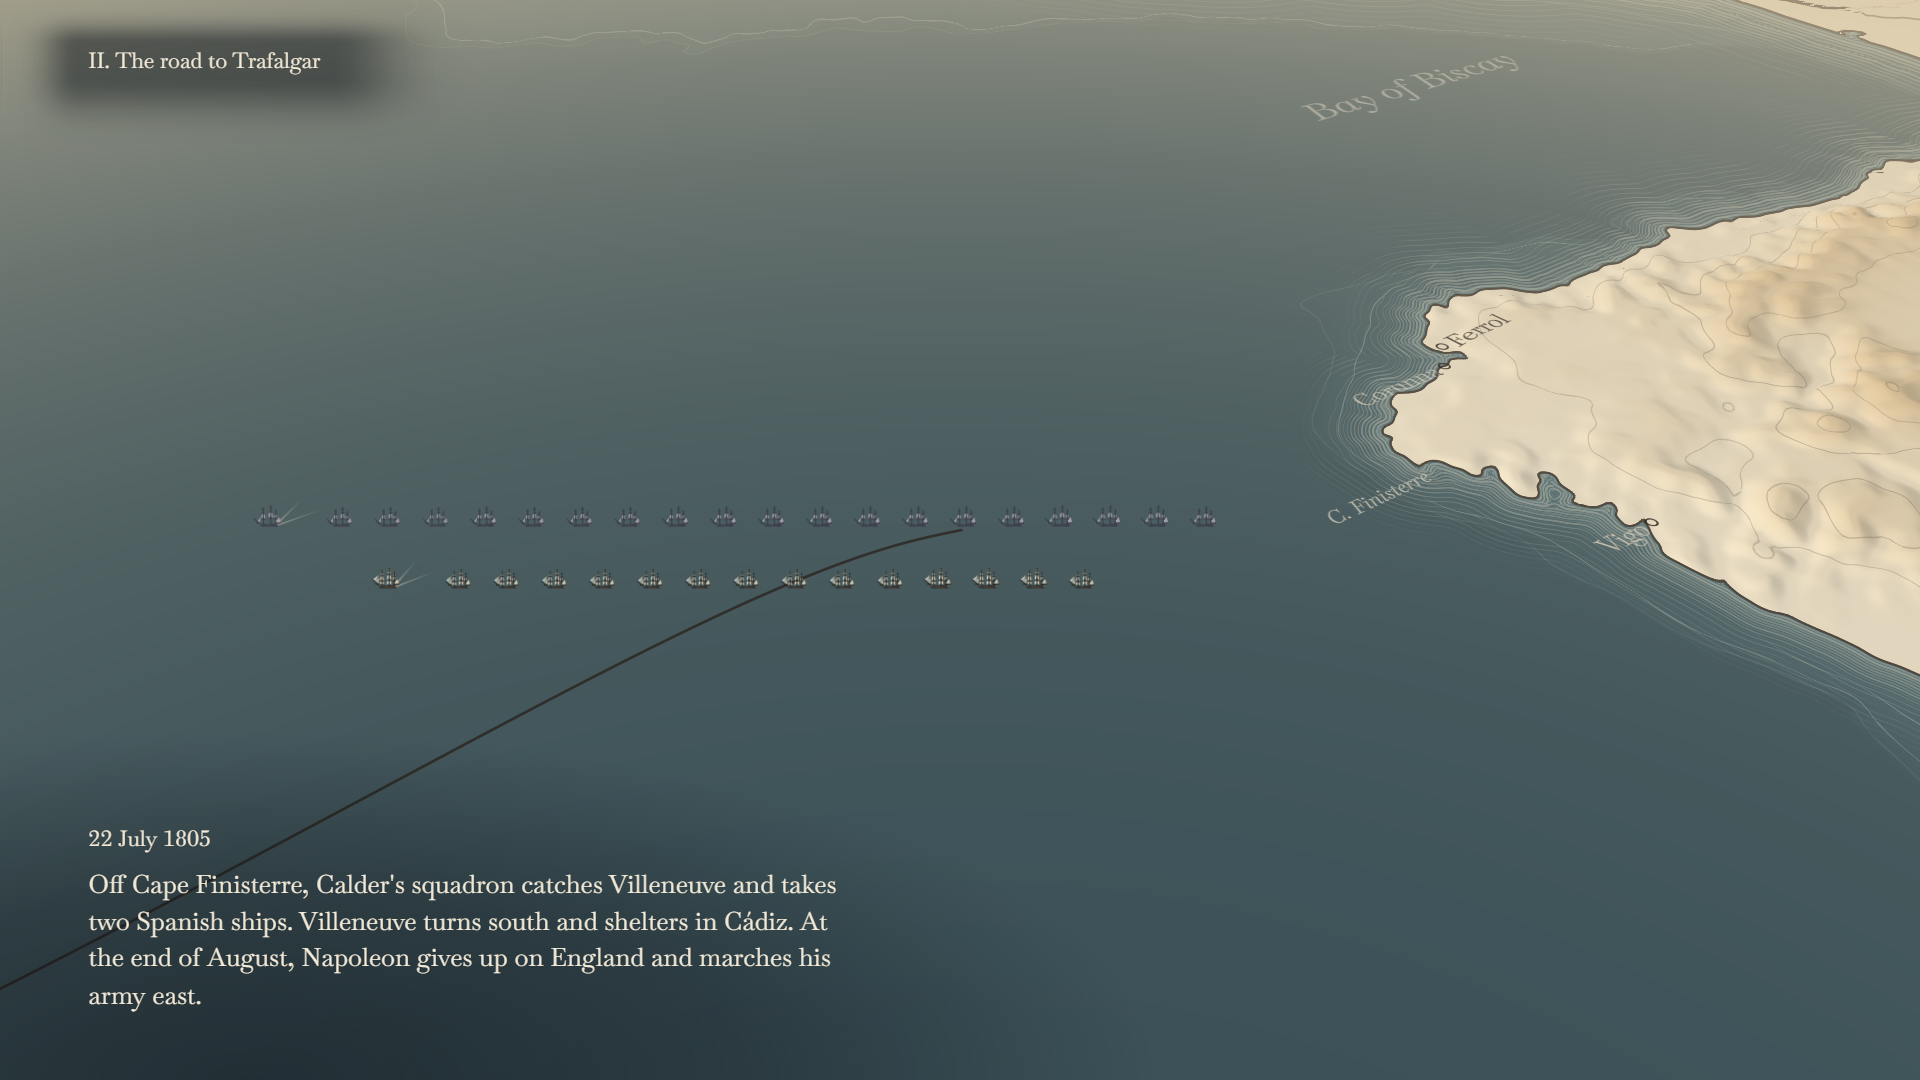 II. The road to Trafalgar
Bay of Biscay
Ferrol
Corunna
C. Finisterre
Vigo
22 July 1805
Off Cape Finisterre, Calder's squadron catches Villeneuve and takes
two Spanish ships. Villeneuve turns south and shelters in Cádiz. At
the end of August, Napoleon gives up on England and marches his
army east.